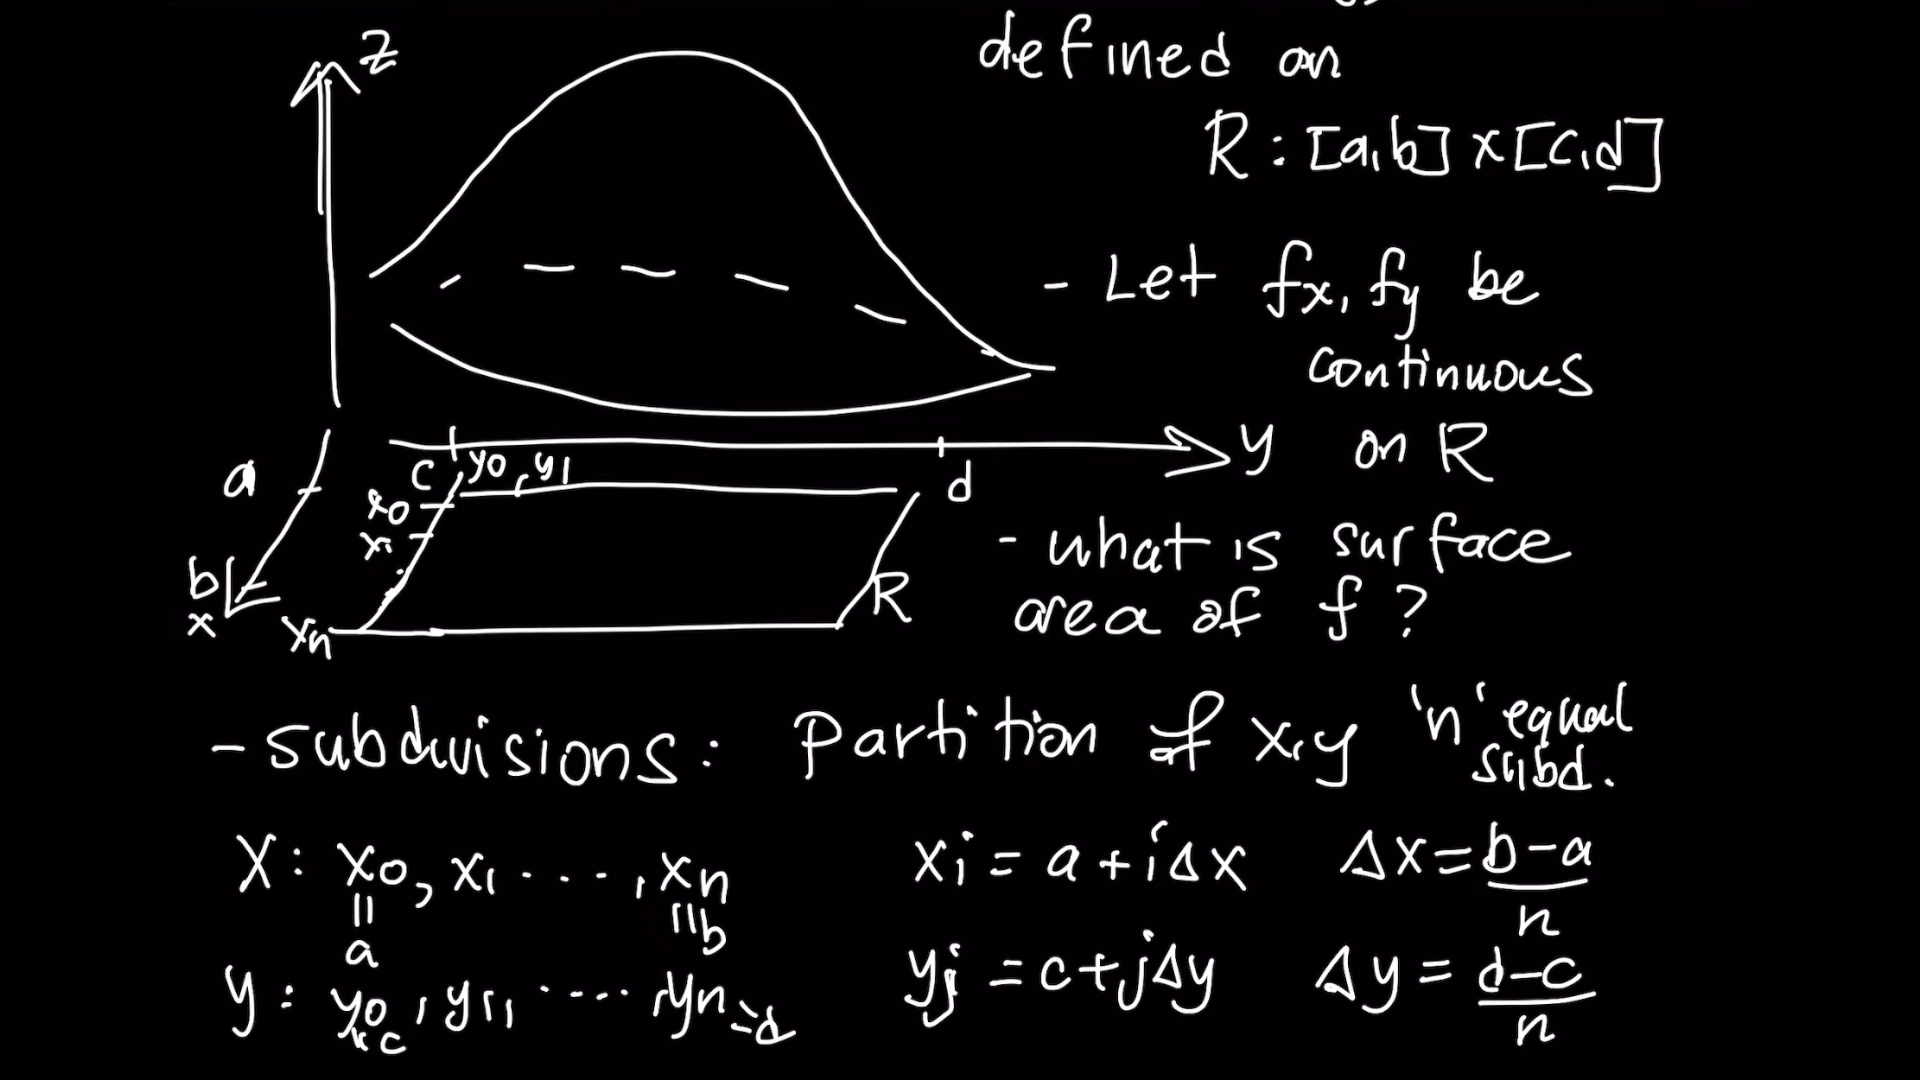 z
defined on
R : [a,b] x [c,d]
- Let fx, fy be
continuous
on R
y
a
c y0, y1
d
x0
x1
b
x
xn
R
- what is surface
area of f ?
- subdivisions : Partition of x,y 'n' equal
subd.
X : x0, x1 . . . . , xn
xi = a + iΔx
Δx = b-a
n
||
||b
a
y : y0, y1, . . . . , yn = d
c
yj = c + jΔy
Δy = d-c
n